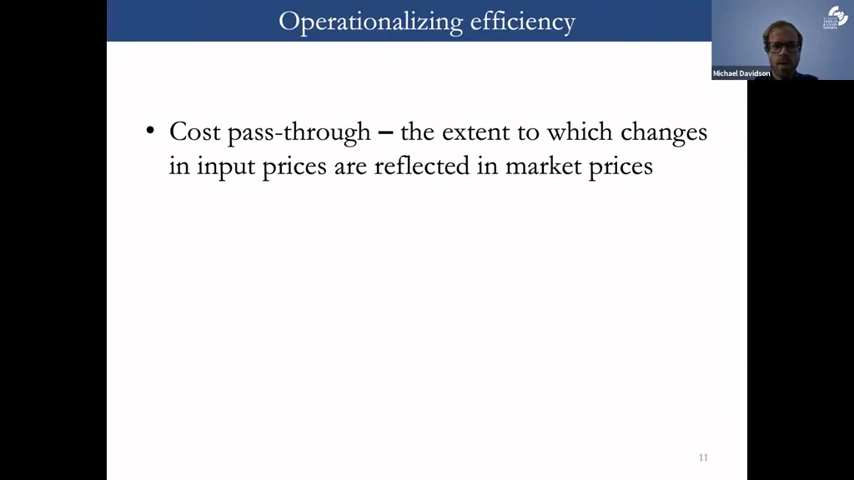 Operationalizing efficiency
Michael Davidson
• Cost pass-through – the extent to which changes
in input prices are reflected in market prices
11